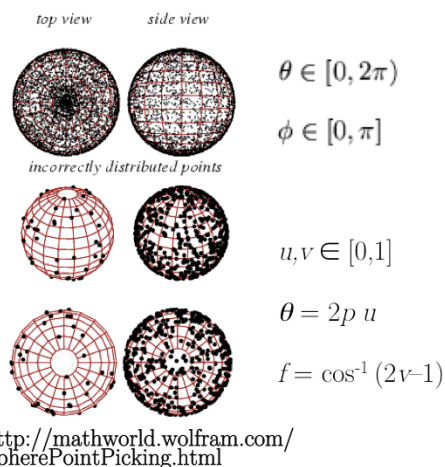 top view side view
θ ∈ [0, 2π)
ϕ ∈ [0, π]
incorrectly distributed points
u,v ∈ [0,1]
θ = 2p u
f = cos⁻¹ (2v–1)
ttp://mathworld.wolfram.com/
pherePointPicking.html